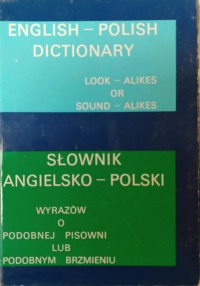 ENGLISH – POLISH
DICTIONARY
LOOK – ALIKES
OR
SOUND – ALIKES
SŁOWNIK
ANGIELSKO – POLSKI
WYRAZÓW
O
PODOBNEJ PISOWNI
LUB
PODOBNYM BRZMIENIU